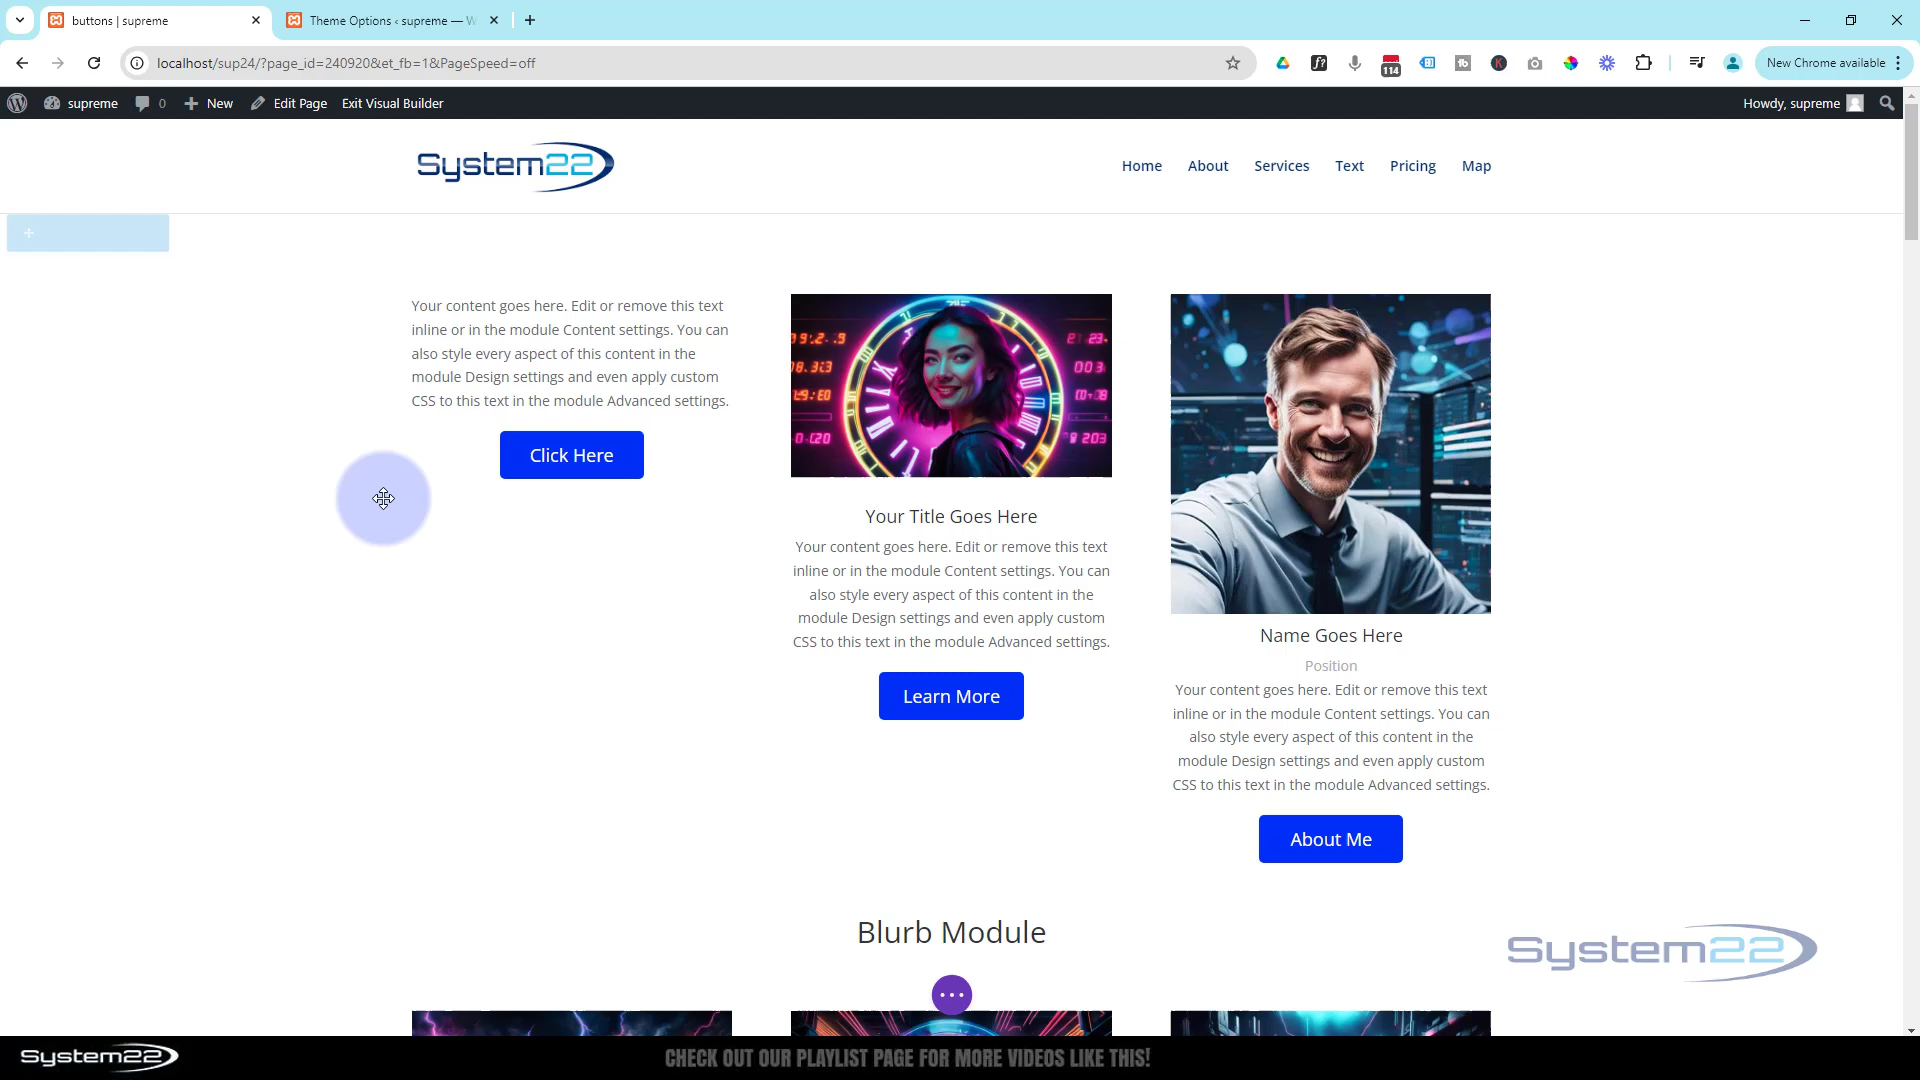 buttons | supreme
Theme Options ‹ supreme — W
localhost/sup24/?page_id=240920&et_fb=1&PageSpeed=off
114
New Chrome available
supreme
0
New
Edit Page
Exit Visual Builder
Howdy, supreme
System22
Home
About
Services
Text
Pricing
Map
Your content goes here. Edit or remove this text
inline or in the module Content settings. You can
also style every aspect of this content in the
module Design settings and even apply custom
CSS to this text in the module Advanced settings.
Click Here
Your Title Goes Here
Your content goes here. Edit or remove this text
inline or in the module Content settings. You can
also style every aspect of this content in the
module Design settings and even apply custom
CSS to this text in the module Advanced settings.
Learn More
Name Goes Here
Position
Your content goes here. Edit or remove this text
inline or in the module Content settings. You can
also style every aspect of this content in the
module Design settings and even apply custom
CSS to this text in the module Advanced settings.
About Me
Blurb Module
System22
System22
CHECK OUT OUR PLAYLIST PAGE FOR MORE VIDEOS LIKE THIS!